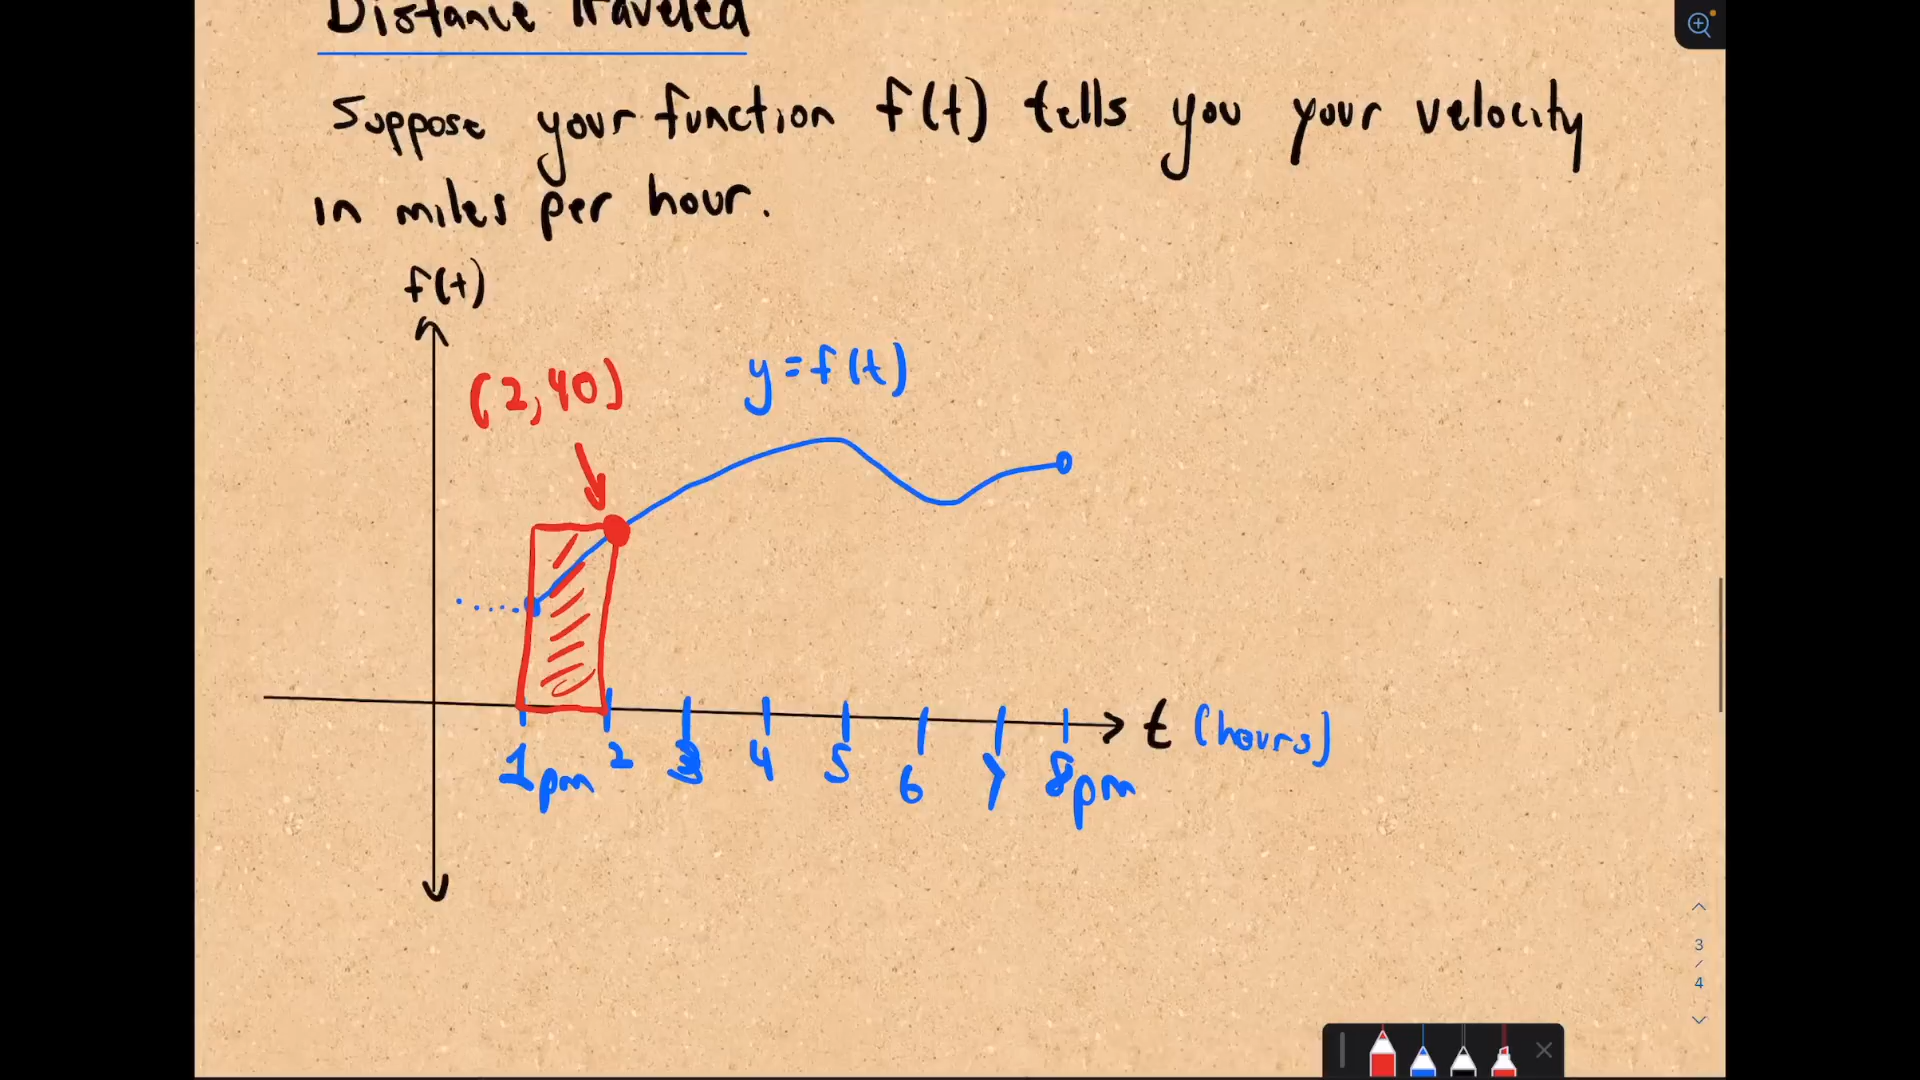 Distance Traveled
Suppose your function f(t) tells you your velocity
in miles per hour.
f(t)
(2,40)
y = f(t)
t (hours)
1pm 2 3 4 5 6 7 8pm
3
/
4